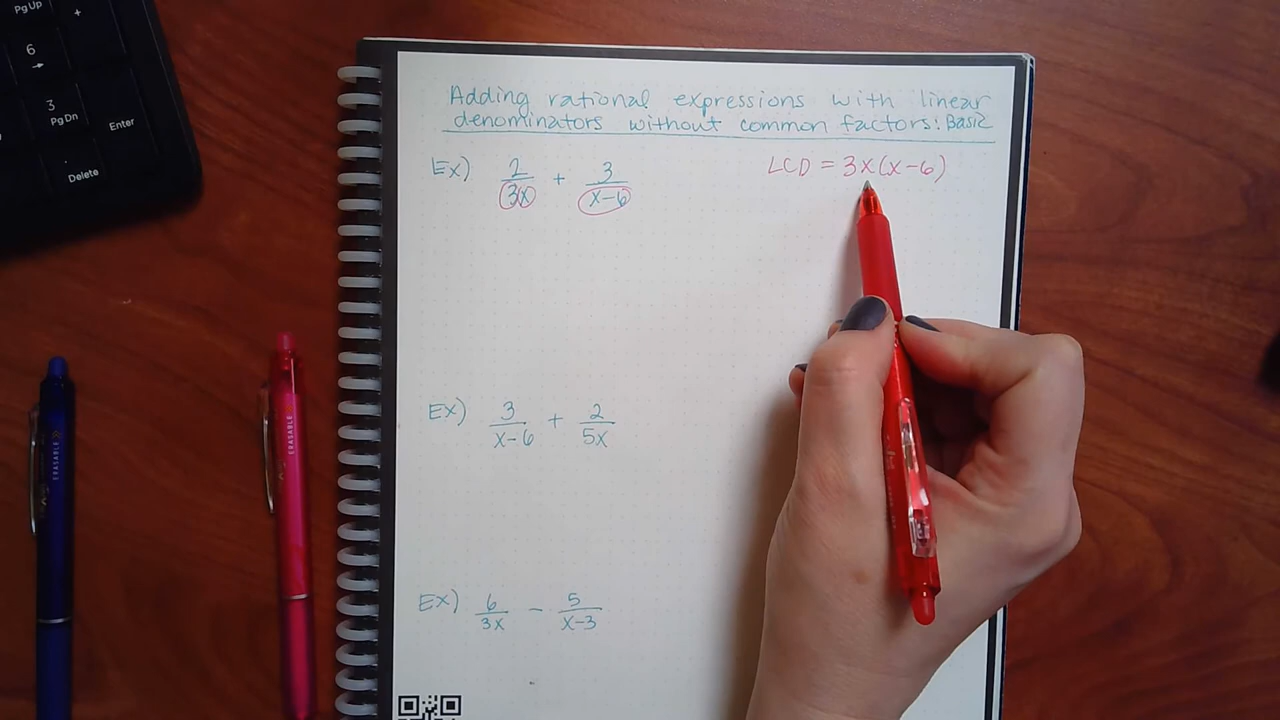 PgUp
+
6
→
3
PgDn
Enter
Delete
Adding rational expressions with linear
denominators without common factors: Basic
Ex) 2/3x + 3/x-6
LCD = 3x(x-6)
Ex) 3/x-6 + 2/5x
Ex) 6/3x - 5/x-3
ERASABLE
ERASABLE